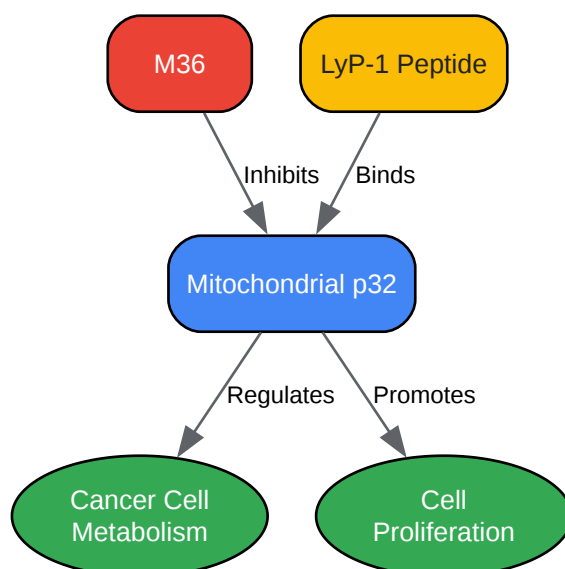 M36
LyP-1 Peptide
Inhibits
Binds
Mitochondrial p32
Regulates
Promotes
Cancer Cell
Metabolism
Cell
Proliferation